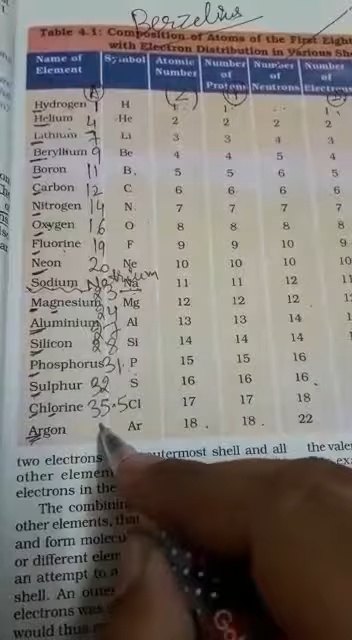 Berzelius
Table 4.1: Composition of Atoms of the First Eight
with Electron Distribution in Various Sh
Name of Element Symbol Atomic Number Number of Protons Number of Neutrons Number of Electrons
Hydrogen 1 H 1 1 - 1
Helium 4 He 2 2 2 2
Lithium 7 Li 3 3 4 3
Beryllium 9 Be 4 4 5 4
Boron 11 B 5 5 6 5
Carbon 12 C 6 6 6 6
Nitrogen 14 N 7 7 7 7
Oxygen 16 O 8 8 8 8
Fluorine 19 F 9 9 10 9
Neon 20 Ne 10 10 10 10
Sodium Natrium 23 Na 11 11 12 11
Magnesium 24 Mg 12 12 12 12
Aluminium 27 Al 13 13 14
Silicon 28 Si 14 14 14
Phosphorus 31 P 15 15 16
Sulphur 32 S 16 16 16
Chlorine 35.5 Cl 17 17 18
Argon Ar 18 18 22
two electrons outermost shell and all the vale
other elemen
electrons in the
The combinin
other elements, tha
and form molecu
or different elem
an attempt to a
shell. An oute
electrons was
would thus